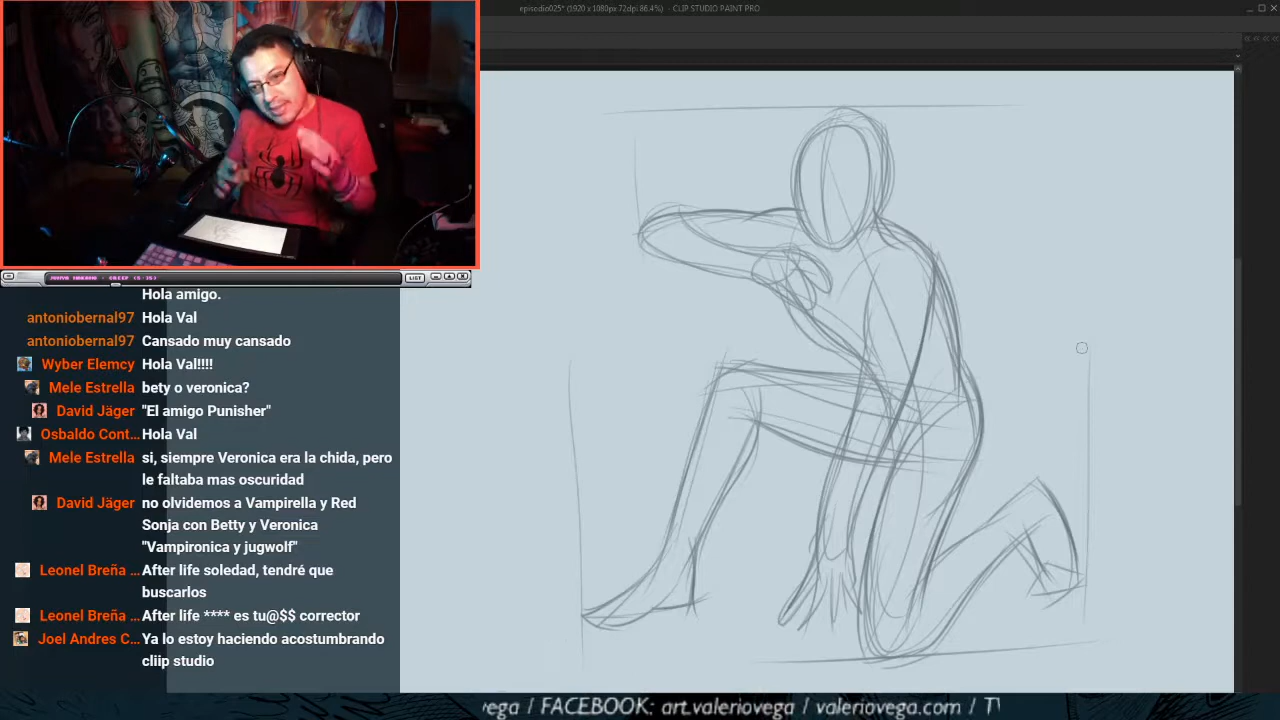 episodio025* (1920 x 1080px 72dpi 86.4%) - CLIP STUDIO PAINT PRO
CREEP
LIST
Hola amigo.
antoniobernal97 Hola Val
antoniobernal97 Cansado muy cansado
Wyber Elemcy Hola Val!!!!
Mele Estrella bety o veronica?
David Jäger "El amigo Punisher"
Osbaldo Cont... Hola Val
Mele Estrella si, siempre Veronica era la chida, pero
le faltaba mas oscuridad
David Jäger no olvidemos a Vampirella y Red
Sonja con Betty y Veronica
"Vampironica y jugwolf"
Leonel Breña ... After life soledad, tendré que
buscarlos
Leonel Breña ... After life **** es tu@$$ corrector
Joel Andres C... Ya lo estoy haciendo acostumbrando
cliip studio
vega / FACEBOOK: art.valeriovega / valeriovega.com / TV